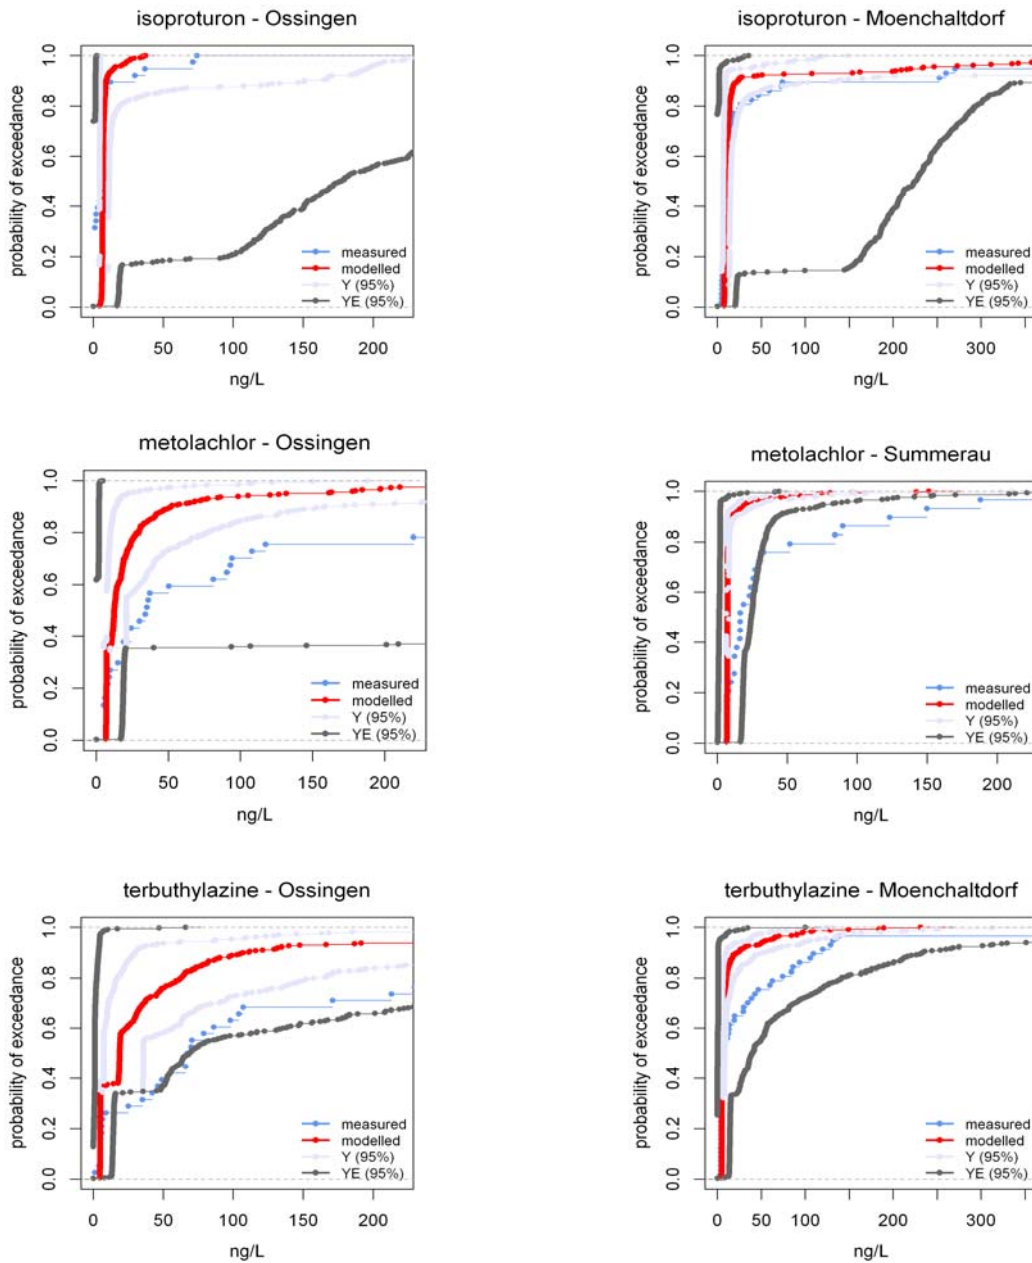 isoproturon - Ossingen
probability of exceedance
1.0
0.8
0.6
0.4
0.2
0.0
measured
modelled
Y (95%)
YE (95%)
0 50 100 150 200
ng/L
isoproturon - Moenchaltdorf
probability of exceedance
1.0
0.8
0.6
0.4
0.2
0.0
measured
modelled
Y (95%)
YE (95%)
0 50 100 200 300
ng/L
metolachlor - Ossingen
probability of exceedance
1.0
0.8
0.6
0.4
0.2
0.0
measured
modelled
Y (95%)
YE (95%)
0 50 100 150 200
ng/L
metolachlor - Summerau
probability of exceedance
1.0
0.8
0.6
0.4
0.2
0.0
measured
modelled
Y (95%)
YE (95%)
0 50 100 150 200
ng/L
terbuthylazine - Ossingen
probability of exceedance
1.0
0.8
0.6
0.4
0.2
0.0
measured
modelled
Y (95%)
YE (95%)
0 50 100 150 200
ng/L
terbuthylazine - Moenchaltdorf
probability of exceedance
1.0
0.8
0.6
0.4
0.2
0.0
measured
modelled
Y (95%)
YE (95%)
0 50 100 200 300
ng/L